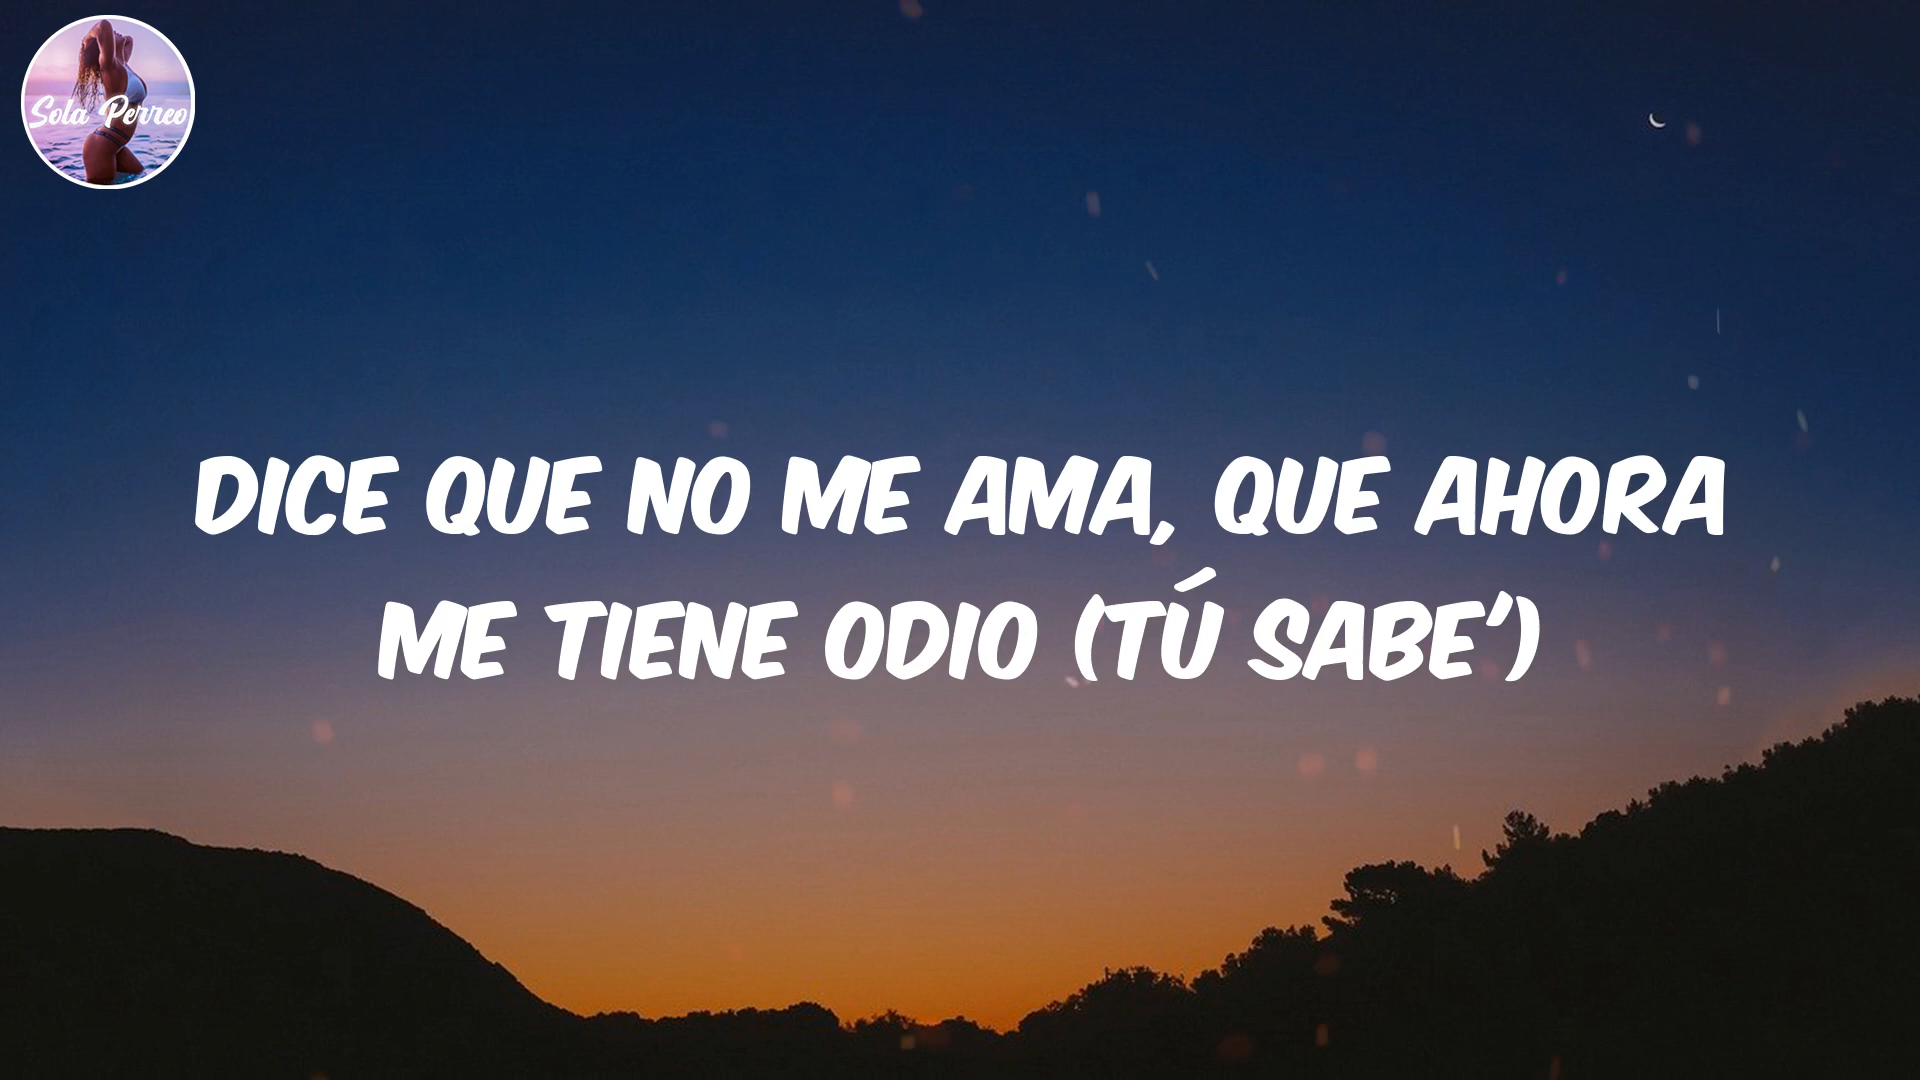 Sola Perreo
DICE QUE NO ME AMA, QUE AHORA
ME TIENE ODIO (TÚ SABE')